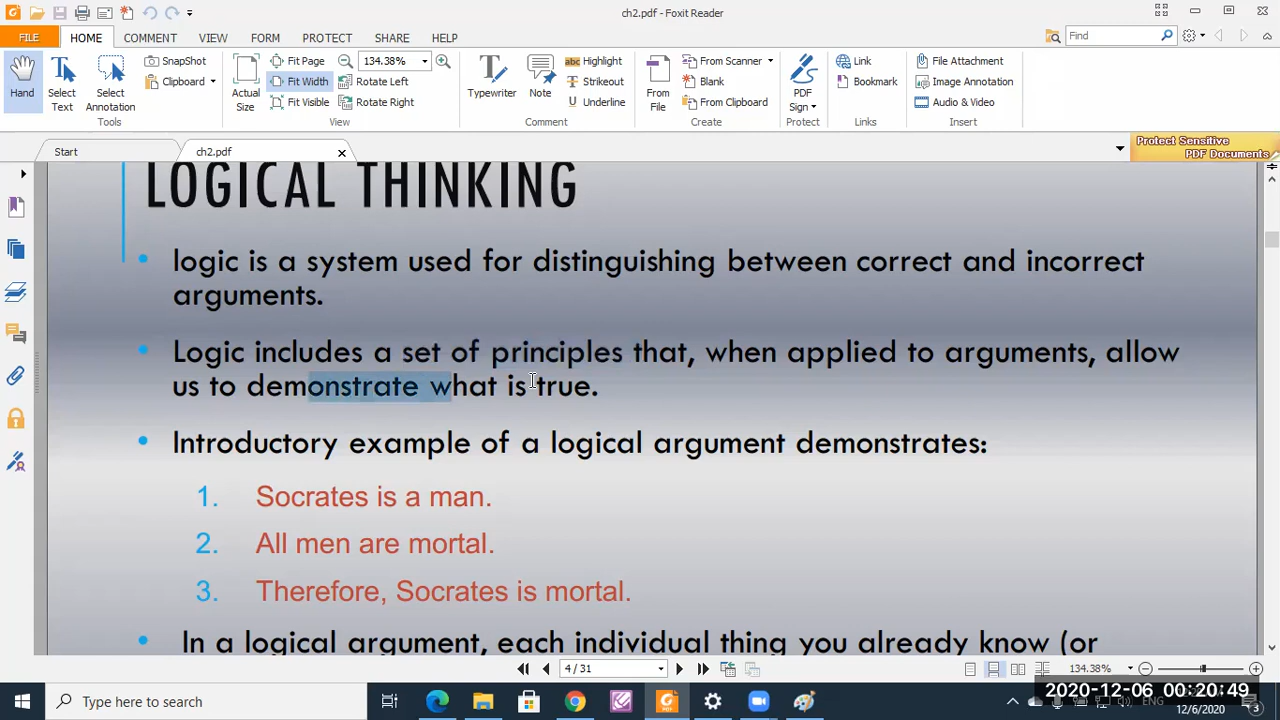 ch2.pdf - Foxit Reader
FILE HOME COMMENT VIEW FORM PROTECT SHARE HELP
Find
Hand
Select Text
Select Annotation
SnapShot
Clipboard
Tools
Actual Size
Fit Page
Fit Width
Fit Visible
134.38%
Rotate Left
Rotate Right
View
Typewriter
Note
Highlight
Strikeout
Underline
Comment
From File
From Scanner
Blank
From Clipboard
Create
PDF Sign
Protect
Link
Bookmark
Links
File Attachment
Image Annotation
Audio & Video
Insert
Start
ch2.pdf
Protect Sensitive
PDF Documents
LOGICAL THINKING
• logic is a system used for distinguishing between correct and incorrect
arguments.
• Logic includes a set of principles that, when applied to arguments, allow
us to demonstrate what is true.
• Introductory example of a logical argument demonstrates:
1. Socrates is a man.
2. All men are mortal.
3. Therefore, Socrates is mortal.
• In a logical argument, each individual thing you already know (or
4 / 31
134.38%
Type here to search
2020-12-06 00:20:49
12/6/2020